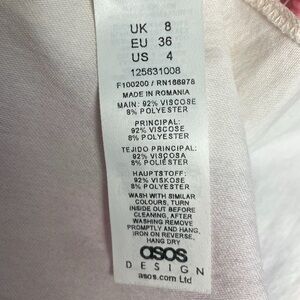 UK 8
EU 36
US 4
125631008
F100200 / RN166978
MADE IN ROMANIA
MAIN: 92% VISCOSE
8% POLYESTER
PRINCIPAL:
92% VISCOSE
8% POLYESTER
TEJIDO PRINCIPAL:
92% VISCOSA
8% POLIÉSTER
HAUPTSTOFF:
92% VISKOSE
8% POLYESTER
WASH WITH SIMILAR
COLOURS, TURN
INSIDE OUT BEFORE
CLEANING, AFTER
WASHING REMOVE
PROMPTLY AND HANG,
IRON ON REVERSE,
HANG DRY
asos
DESIGN
asos.com Ltd